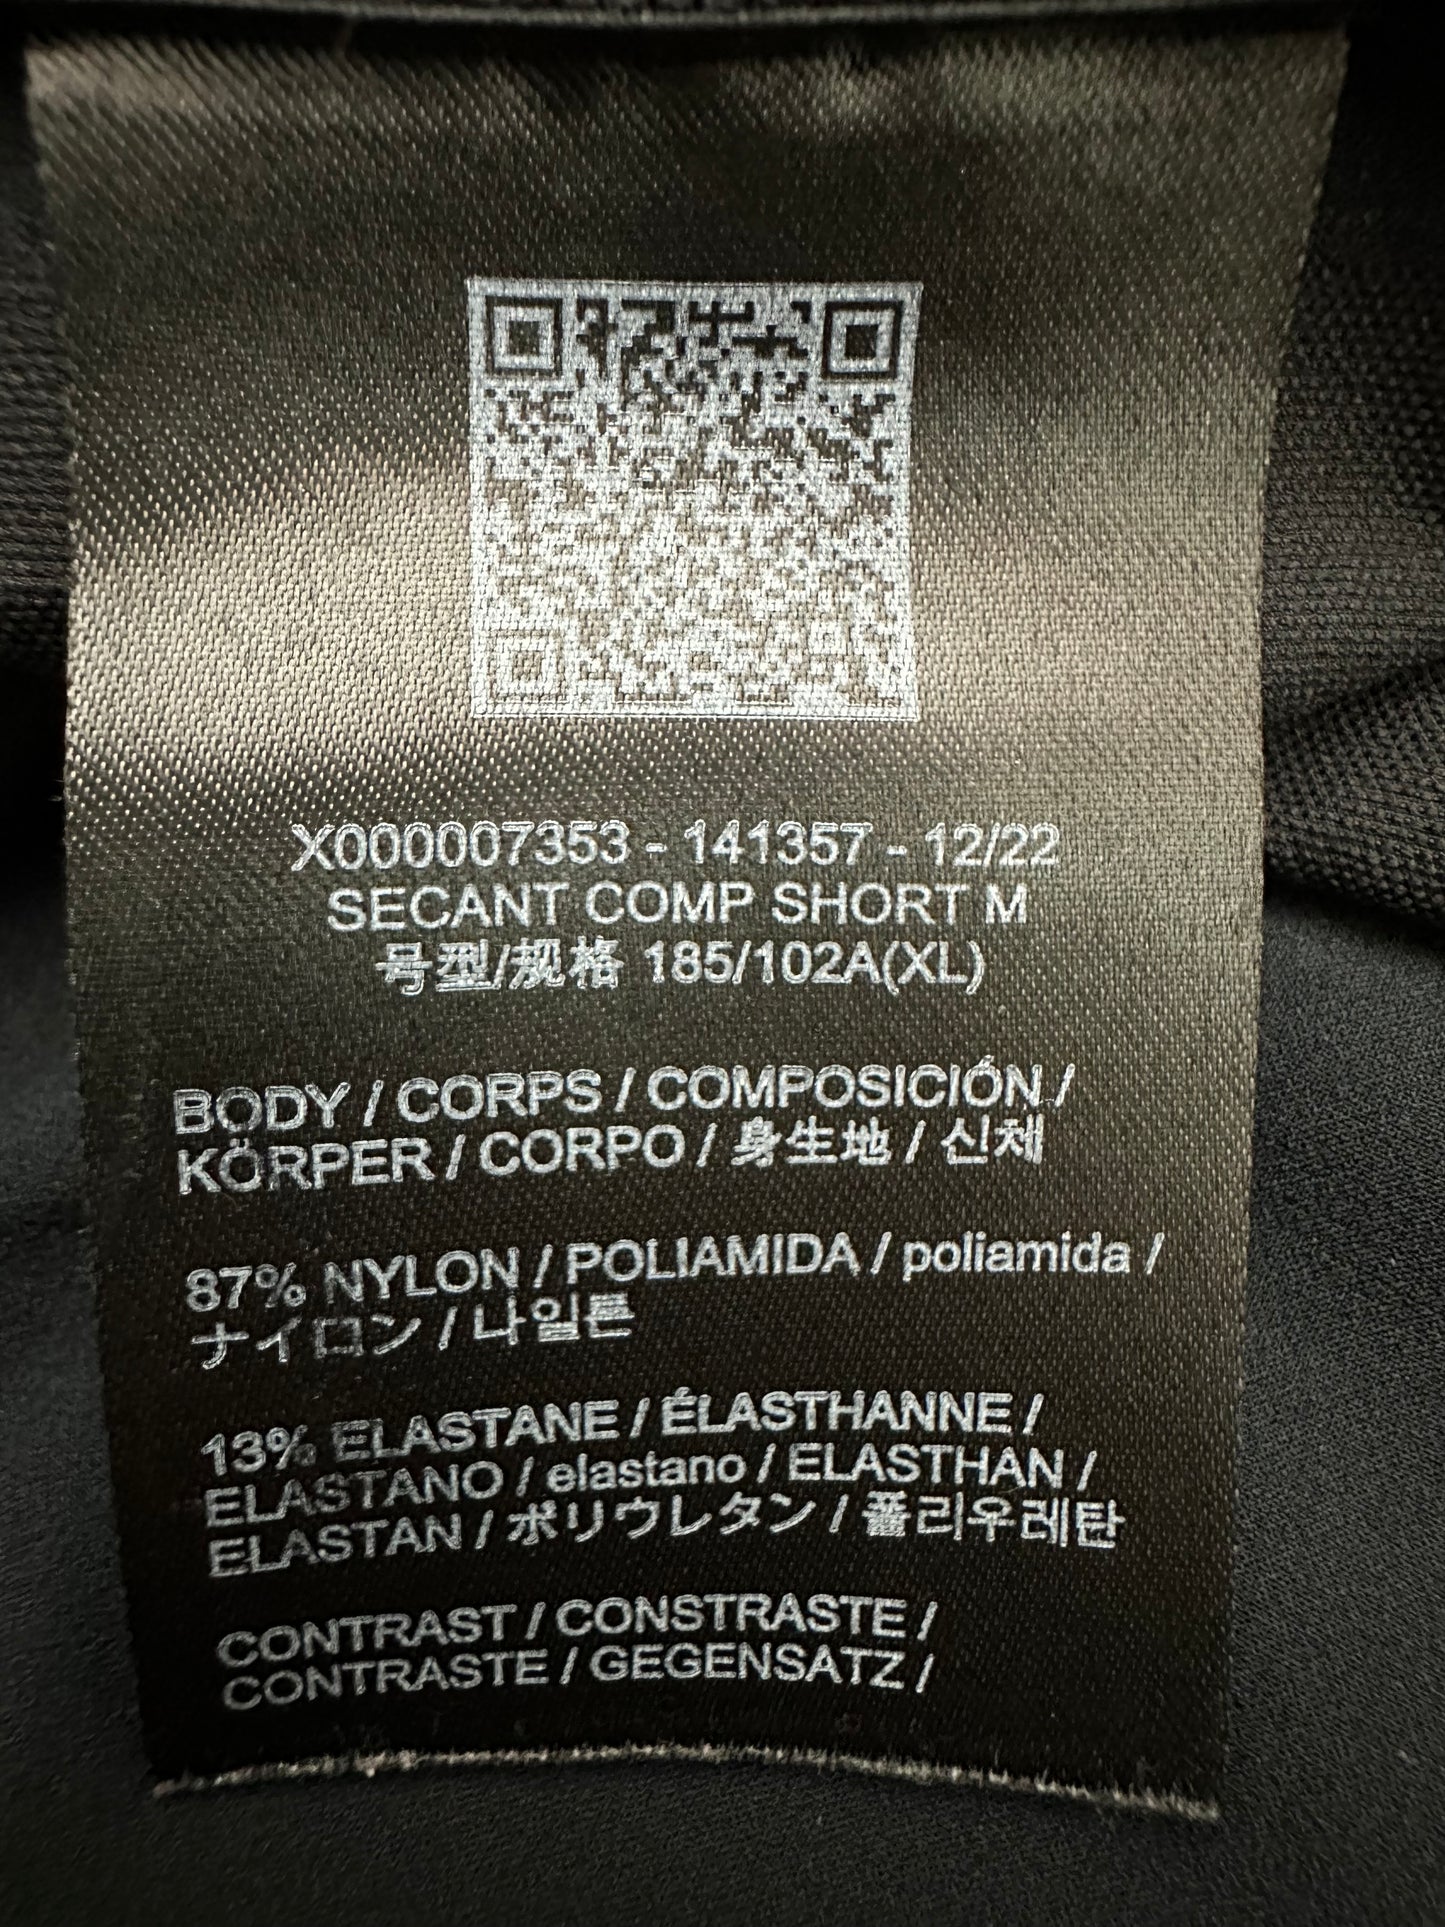 X000007353 - 141357 - 12/22
SECANT COMP SHORT M
号型/规格 185/102A(XL)
BODY / CORPS / COMPOSICIÓN /
KÖRPER / CORPO / 身生地 / 신체
87% NYLON / POLIAMIDA / poliamida /
ナイロン / 나일론
13% ELASTANE / ÉLASTHANNE /
ELASTANO / elastano / ELASTHAN /
ELASTAN / ポリウレタン / 폴리우레탄
CONTRAST / CONSTRASTE /
CONTRASTE / GEGENSATZ /